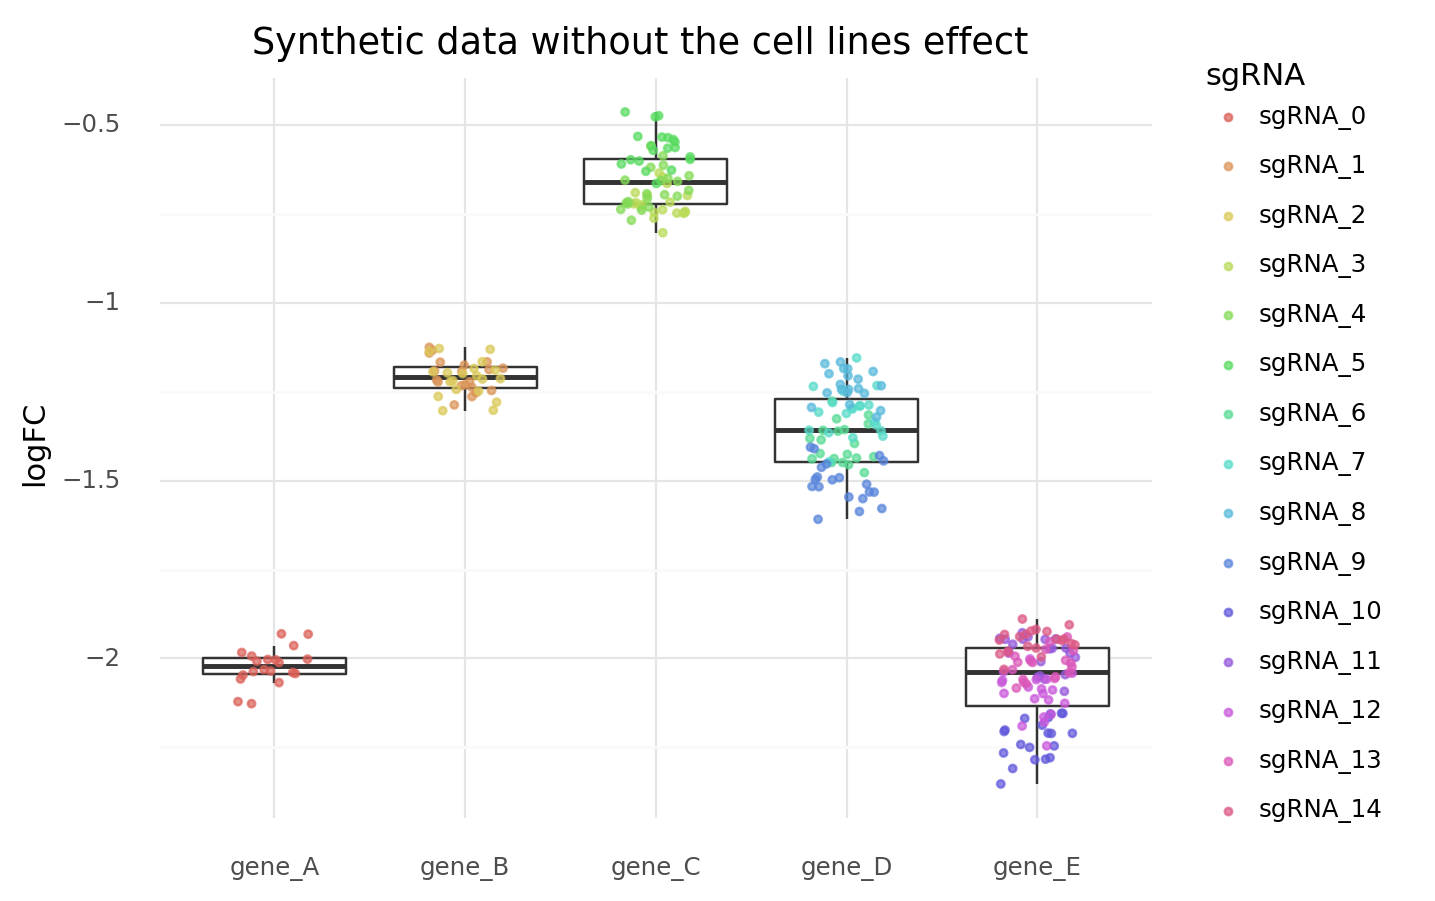 Synthetic data without the cell lines effect
logFC
−0.5
−1
−1.5
−2
gene_A
gene_B
gene_C
gene_D
gene_E
sgRNA
sgRNA_0
sgRNA_1
sgRNA_2
sgRNA_3
sgRNA_4
sgRNA_5
sgRNA_6
sgRNA_7
sgRNA_8
sgRNA_9
sgRNA_10
sgRNA_11
sgRNA_12
sgRNA_13
sgRNA_14